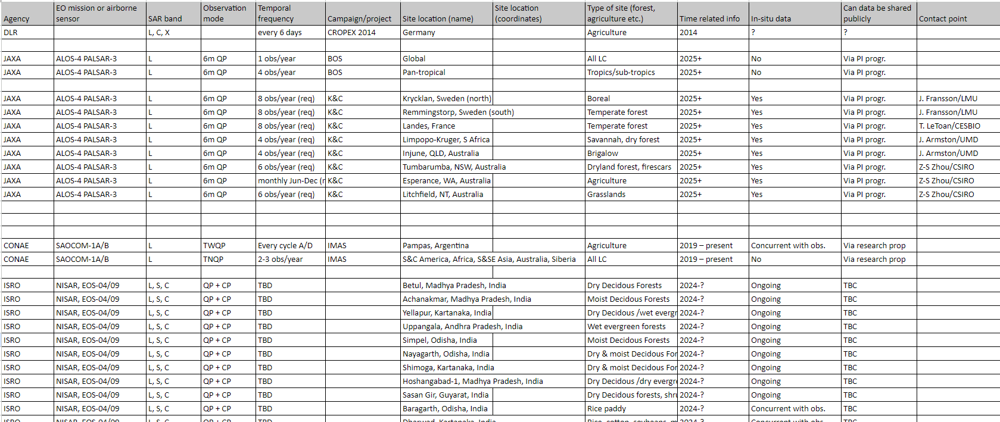 Agency | EO mission or airborne sensor | SAR band | Observation mode | Temporal frequency | Campaign/project | Site location (name) | Site location (coordinates) | Type of site (forest, agriculture etc.) | Time related info | In-situ data | Can data be shared publicly | Contact point
DLR | L, C, X | every 6 days | CROPEX 2014 | Germany | Agriculture | 2014 | ? | ?
JAXA | ALOS-4 PALSAR-3 | L | 6m QP | 1 obs/year | BOS | Global | All LC | 2025+ | No | Via PI progr.
JAXA | ALOS-4 PALSAR-3 | L | 6m QP | 4 obs/year | BOS | Pan-tropical | Tropics/sub-tropics | 2025+ | No | Via PI progr.
JAXA | ALOS-4 PALSAR-3 | L | 6m QP | 8 obs/year (req) | K&C | Krycklan, Sweden (north) | Boreal | 2025+ | Yes | Via PI progr. | J. Fransson/LMU
JAXA | ALOS-4 PALSAR-3 | L | 6m QP | 8 obs/year (req) | K&C | Remmingstorp, Sweden (south) | Temperate forest | 2025+ | Yes | Via PI progr. | J. Fransson/LMU
JAXA | ALOS-4 PALSAR-3 | L | 6m QP | 8 obs/year (req) | K&C | Landes, France | Temperate forest | 2025+ | Yes | Via PI progr. | T. LeToan/CESBIO
JAXA | ALOS-4 PALSAR-3 | L | 6m QP | 4 obs/year (req) | K&C | Limpopo-Kruger, S Africa | Savannah, dry forest | 2025+ | Yes | Via PI progr. | J. Armston/UMD
JAXA | ALOS-4 PALSAR-3 | L | 6m QP | 4 obs/year (req) | K&C | Injune, QLD, Australia | Brigalow | 2025+ | Yes | Via PI progr. | J. Armston/UMD
JAXA | ALOS-4 PALSAR-3 | L | 6m QP | 6 obs/year (req) | K&C | Tumbarumba, NSW, Australia | Dryland forest, firescars | 2025+ | Yes | Via PI progr. | Z-S Zhou/CSIRO
JAXA | ALOS-4 PALSAR-3 | L | 6m QP | monthly Jun-Dec (r | K&C | Esperance, WA, Australia | Agriculture | 2025+ | Yes | Via PI progr. | Z-S Zhou/CSIRO
JAXA | ALOS-4 PALSAR-3 | L | 6m QP | 6 obs/year (req) | K&C | Litchfield, NT, Australia | Grasslands | 2025+ | Yes | Via PI progr. | Z-S Zhou/CSIRO
CONAE | SAOCOM-1A/B | L | TWQP | Every cycle A/D | IMAS | Pampas, Argentina | Agriculture | 2019 – present | Concurrent with obs. | Via research prop
CONAE | SAOCOM-1A/B | L | TNQP | 2-3 obs/year | IMAS | S&C America, Africa, S&SE Asia, Australia, Siberia | All LC | 2019 – present | No | Via research prop
ISRO | NISAR, EOS-04/09 | L, S, C | QP + CP | TBD | Betul, Madhya Pradesh, India | Dry Decidous Forests | 2024-? | Ongoing | TBC
ISRO | NISAR, EOS-04/09 | L, S, C | QP + CP | TBD | Achanakmar, Madhya Pradesh, India | Moist Decidous Forests | 2024-? | Ongoing | TBC
ISRO | NISAR, EOS-04/09 | L, S, C | QP + CP | TBD | Yellapur, Kartanaka, India | Dry Decidous /wet evergr | 2024-? | Ongoing | TBC
ISRO | NISAR, EOS-04/09 | L, S, C | QP + CP | TBD | Uppangala, Andhra Pradesh, India | Wet evergreen forests | 2024-? | Ongoing | TBC
ISRO | NISAR, EOS-04/09 | L, S, C | QP + CP | TBD | Simpel, Odisha, India | Moist Decidous Forests | 2024-? | Ongoing | TBC
ISRO | NISAR, EOS-04/09 | L, S, C | QP + CP | TBD | Nayagarth, Odisha, India | Dry & moist Decidous For | 2024-? | Ongoing | TBC
ISRO | NISAR, EOS-04/09 | L, S, C | QP + CP | TBD | Shimoga, Kartanaka, India | Dry & moist Decidous For | 2024-? | Ongoing | TBC
ISRO | NISAR, EOS-04/09 | L, S, C | QP + CP | TBD | Hoshangabad-1, Madhya Pradesh, India | Dry Decidous /dry evergre | 2024-? | Ongoing | TBC
ISRO | NISAR, EOS-04/09 | L, S, C | QP + CP | TBD | Sasan Gir, Guyarat, India | Dry Decidous forests, shru | 2024-? | Ongoing | TBC
ISRO | NISAR, EOS-04/09 | L, S, C | QP + CP | TBD | Baragarth, Odisha, India | Rice paddy | 2024-? | Concurrent with obs. | TBC